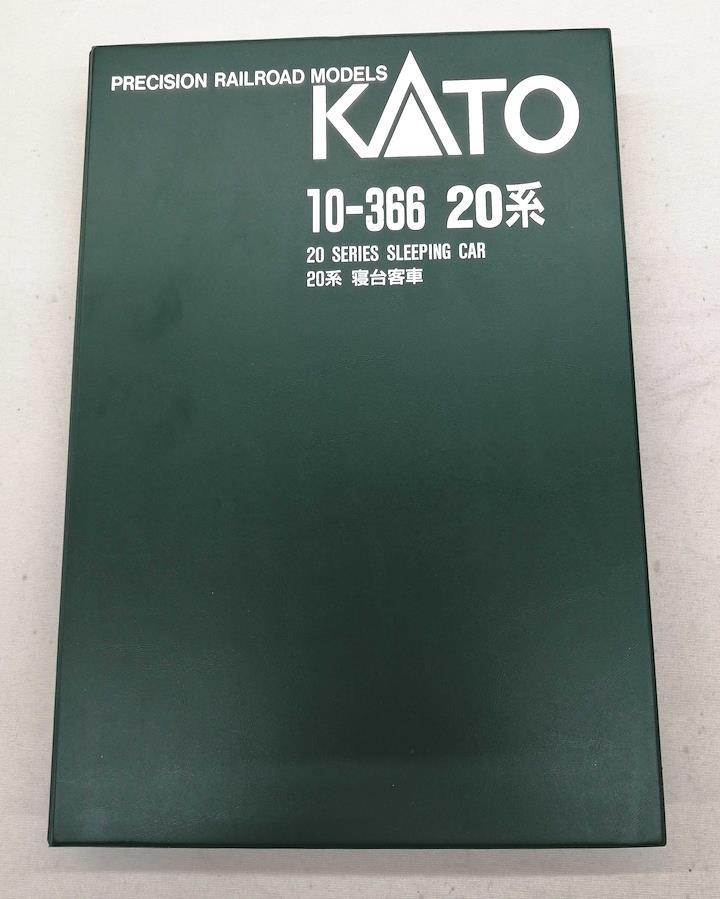 PRECISION RAILROAD MODELS
KATO
10-366 20系
20 SERIES SLEEPING CAR
20系 寝台客車